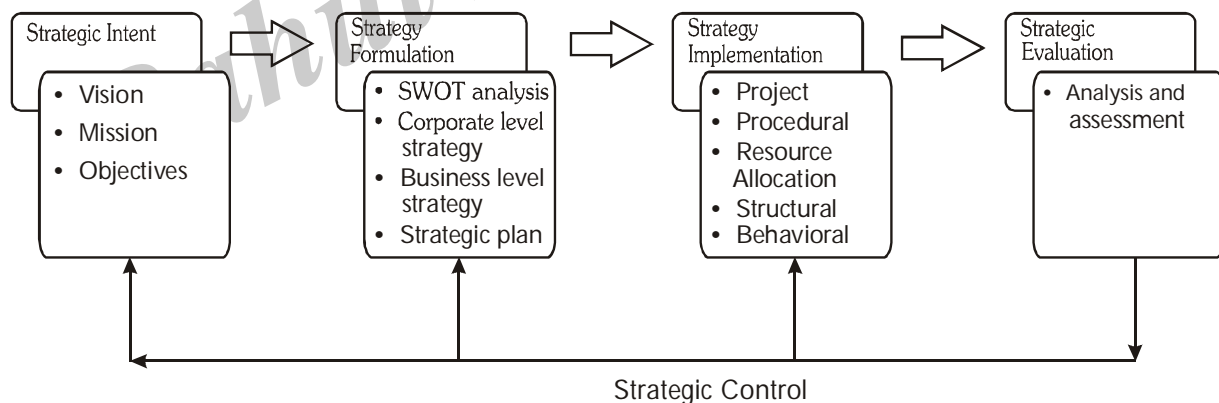 Strategic Intent
• Vision
• Mission
• Objectives
Strategy
Formulation
• SWOT analysis
• Corporate level
strategy
• Business level
strategy
• Strategic plan
Strategy
Implementation
• Project
• Procedural
• Resource
Allocation
• Structural
• Behavioral
Strategic
Evaluation
• Analysis and
assessment
Strategic Control